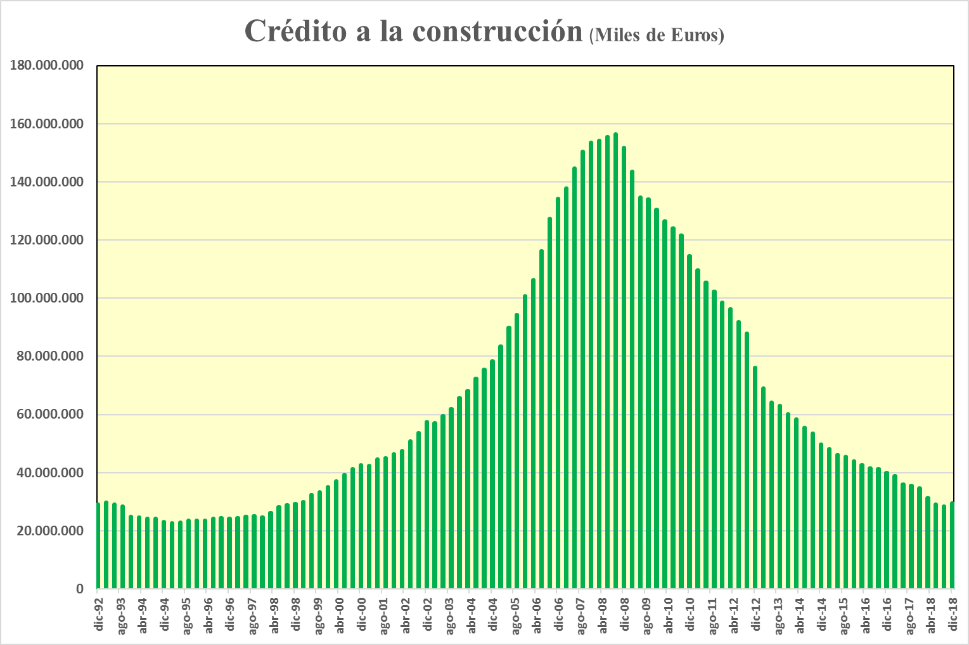 Crédito a la construcción (Miles de Euros)
180.000.000
160.000.000
140.000.000
120.000.000
100.000.000
80.000.000
60.000.000
40.000.000
20.000.000
0
dic-92
ago-93
abr-94
dic-94
ago-95
abr-96
dic-96
ago-97
abr-98
dic-98
ago-99
abr-00
dic-00
ago-01
abr-02
dic-02
ago-03
abr-04
dic-04
ago-05
abr-06
dic-06
ago-07
abr-08
dic-08
ago-09
abr-10
dic-10
ago-11
abr-12
dic-12
ago-13
abr-14
dic-14
ago-15
abr-16
dic-16
ago-17
abr-18
dic-18